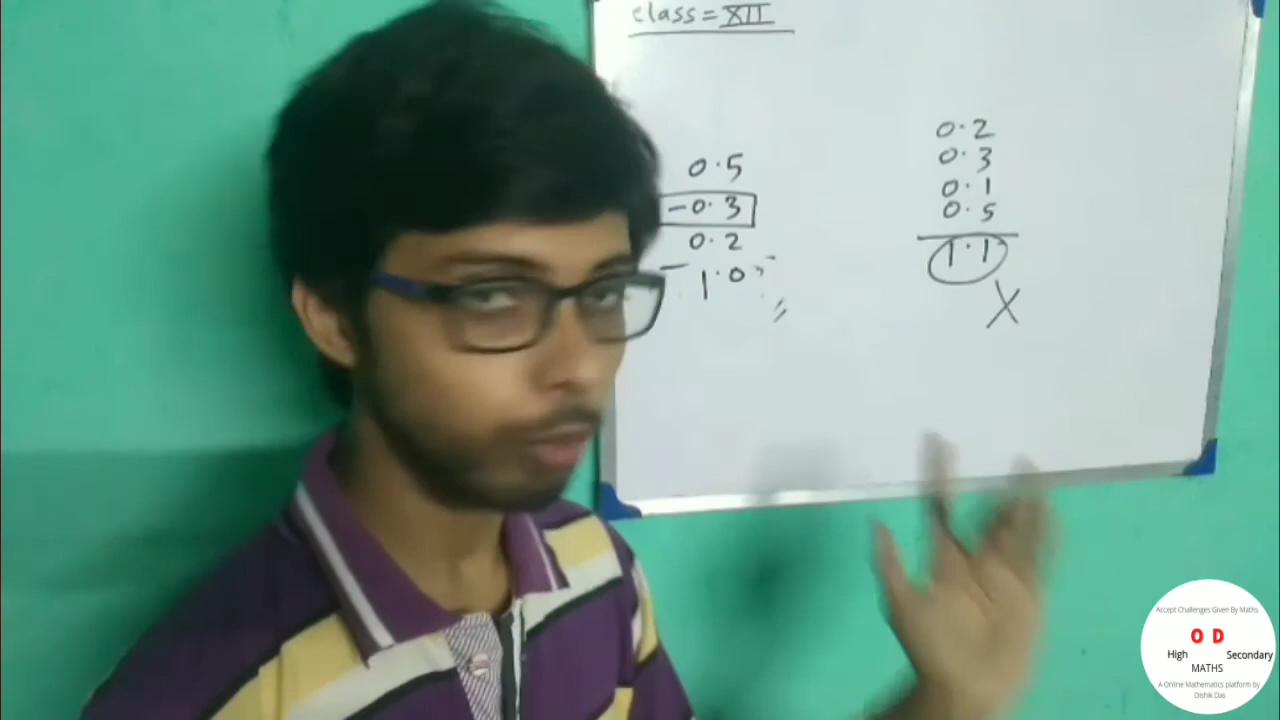 class = XII
0.5
-0.3
0.2
1.0
0.2
0.3
0.1
0.5
1.1
X
Accept Challenges Given By Maths
O D
High Secondary
MATHS
A Online Mathematics platform by
Oishik Das